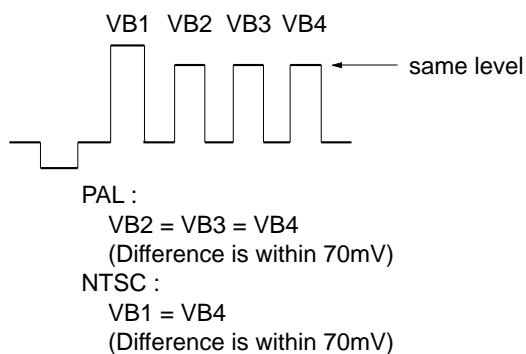 VB1 VB2 VB3 VB4
same level
PAL :
VB2 = VB3 = VB4
(Difference is within 70mV)
NTSC :
VB1 = VB4
(Difference is within 70mV)